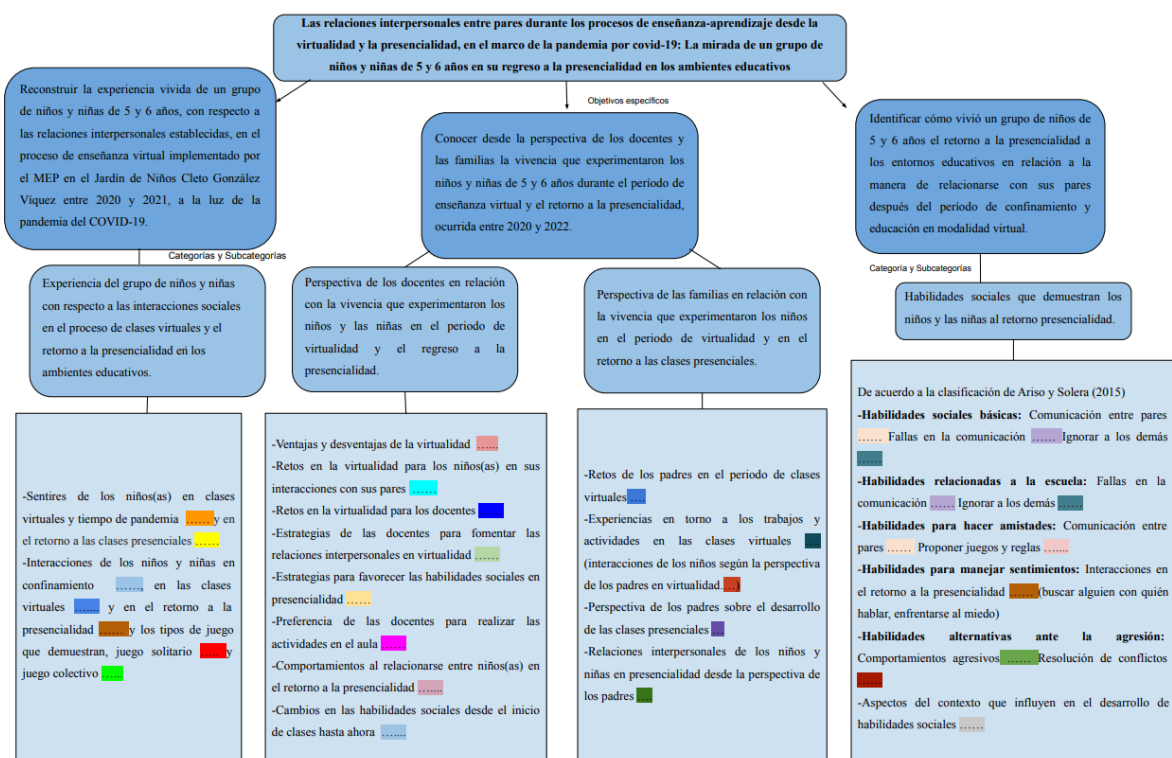 Las relaciones interpersonales entre pares durante los procesos de enseñanza-aprendizaje desde la
virtualidad y la presencialidad, en el marco de la pandemia por covid-19: La mirada de un grupo de
niños y niñas de 5 y 6 años en su regreso a la presencialidad en los ambientes educativos
Objetivos específicos
Reconstruir la experiencia vivida de un grupo
de niños y niñas de 5 y 6 años, con respecto a
las relaciones interpersonales establecidas, en el
proceso de enseñanza virtual implementado por
el MEP en el Jardín de Niños Cleto González
Víquez entre 2020 y 2021, a la luz de la
pandemia del COVID-19.
Conocer desde la perspectiva de los docentes y
las familias la vivencia que experimentaron los
niños y niñas de 5 y 6 años durante el período de
enseñanza virtual y el retorno a la presencialidad,
ocurrida entre 2020 y 2022.
Identificar cómo vivió un grupo de niños de
5 y 6 años el retorno a la presencialidad a
los entornos educativos en relación a la
manera de relacionarse con sus pares
después del período de confinamiento y
educación en modalidad virtual.
Categorías y Subcategorías
Categoría y Subcategorías
Experiencia del grupo de niños y niñas
con respecto a las interacciones sociales
en el proceso de clases virtuales y el
retorno a la presencialidad en los
ambientes educativos.
Perspectiva de los docentes en relación
con la vivencia que experimentaron los
niños y las niñas en el periodo de
virtualidad y el regreso a la
presencialidad.
Perspectiva de las familias en relación con
la vivencia que experimentaron los niños
en el periodo de virtualidad y en el
retorno a las clases presenciales.
Habilidades sociales que demuestran los
niños y las niñas al retorno presencialidad.
-Sentires de los niños(as) en clases
virtuales y tiempo de pandemia ...... y en
el retorno a las clases presenciales ......
-Interacciones de los niños y niñas en
confinamiento ......, en las clases
virtuales ...... y en el retorno a la
presencialidad ...... y los tipos de juego
que demuestran, juego solitario ...... y
juego colectivo ......
-Ventajas y desventajas de la virtualidad ......
-Retos en la virtualidad para los niños(as) en sus
interacciones con sus pares ......
-Retos en la virtualidad para los docentes ......
-Estrategias de las docentes para fomentar las
relaciones interpersonales en virtualidad ......
-Estrategias para favorecer las habilidades sociales en
presencialidad ......
-Preferencia de las docentes para realizar las
actividades en el aula ......
-Comportamientos al relacionarse entre niños(as) en
el retorno a la presencialidad .......
-Cambios en las habilidades sociales desde el inicio
de clases hasta ahora .......
-Retos de los padres en el periodo de clases
virtuales ....
-Experiencias en torno a los trabajos y
actividades en las clases virtuales ....
(interacciones de los niños según la perspectiva
de los padres en virtualidad....)
-Perspectiva de los padres sobre el desarrollo
de las clases presenciales ...
-Relaciones interpersonales de los niños y
niñas en presencialidad desde la perspectiva de
los padres ....
De acuerdo a la clasificación de Ariso y Solera (2015)
-Habilidades sociales básicas: Comunicación entre pares
...... Fallas en la comunicación ...... Ignorar a los demás
......
-Habilidades relacionadas a la escuela: Fallas en la
comunicación ...... Ignorar a los demás ......
-Habilidades para hacer amistades: Comunicación entre
pares ...... Proponer juegos y reglas .......
-Habilidades para manejar sentimientos: Interacciones en
el retorno a la presencialidad ...... (buscar alguien con quién
hablar, enfrentarse al miedo)
-Habilidades alternativas ante la agresión:
Comportamientos agresivos ...... Resolución de conflictos
......
-Aspectos del contexto que influyen en el desarrollo de
habilidades sociales ......